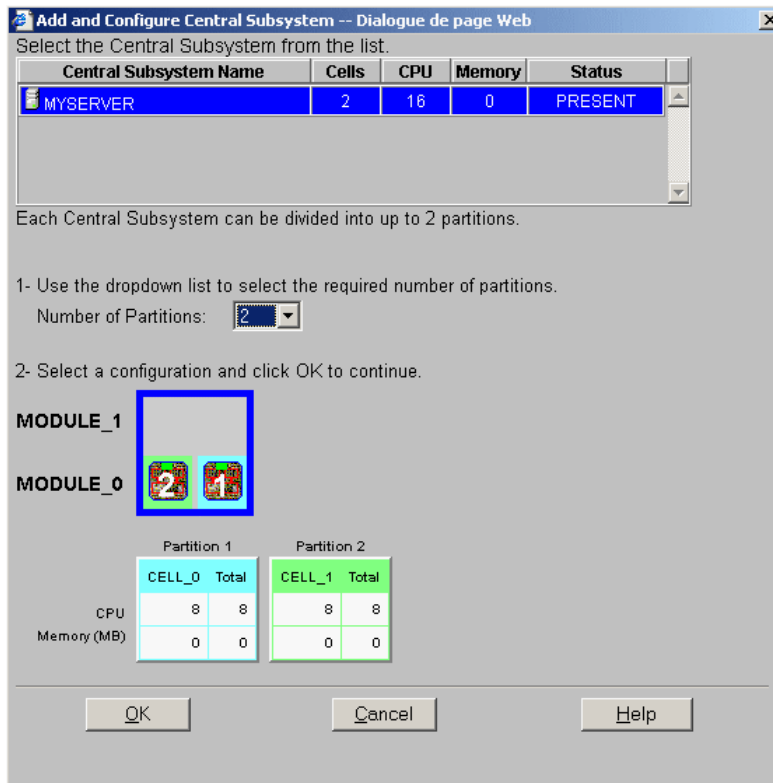 Add and Configure Central Subsystem -- Dialogue de page Web
Select the Central Subsystem from the list.
Central Subsystem Name Cells CPU Memory Status
MYSERVER 2 16 0 PRESENT
Each Central Subsystem can be divided into up to 2 partitions.
1- Use the dropdown list to select the required number of partitions.
Number of Partitions: 2
2- Select a configuration and click OK to continue.
MODULE_1
MODULE_0 2 1
Partition 1 Partition 2
CELL_0 Total CELL_1 Total
CPU 8 8 8 8
Memory (MB) 0 0 0 0
OK Cancel Help